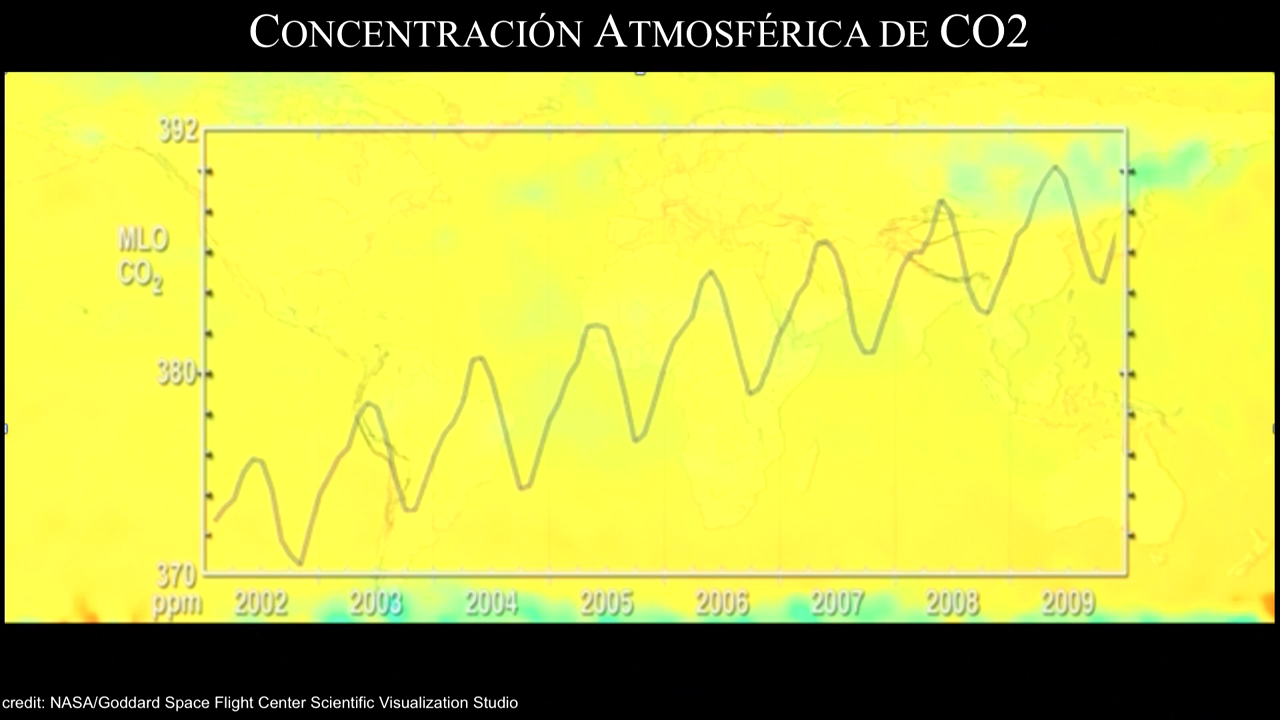 CONCENTRACIÓN ATMOSFÉRICA DE CO2
392
MLO
CO2
380
370
ppm 2002 2003 2004 2005 2006 2007 2008 2009
credit: NASA/Goddard Space Flight Center Scientific Visualization Studio